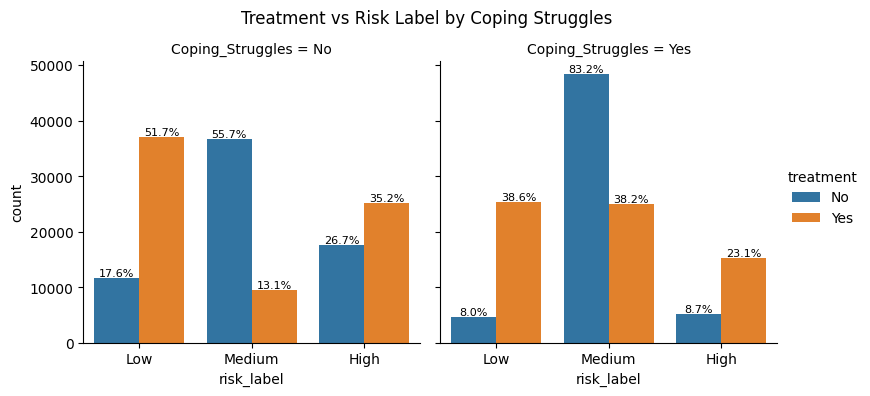 Treatment vs Risk Label by Coping Struggles
Coping_Struggles = No
Coping_Struggles = Yes
count
50000
40000
30000
20000
10000
0
17.6%
51.7%
55.7%
13.1%
26.7%
35.2%
8.0%
38.6%
83.2%
38.2%
8.7%
23.1%
Low
Medium
High
Low
Medium
High
risk_label
risk_label
treatment
No
Yes